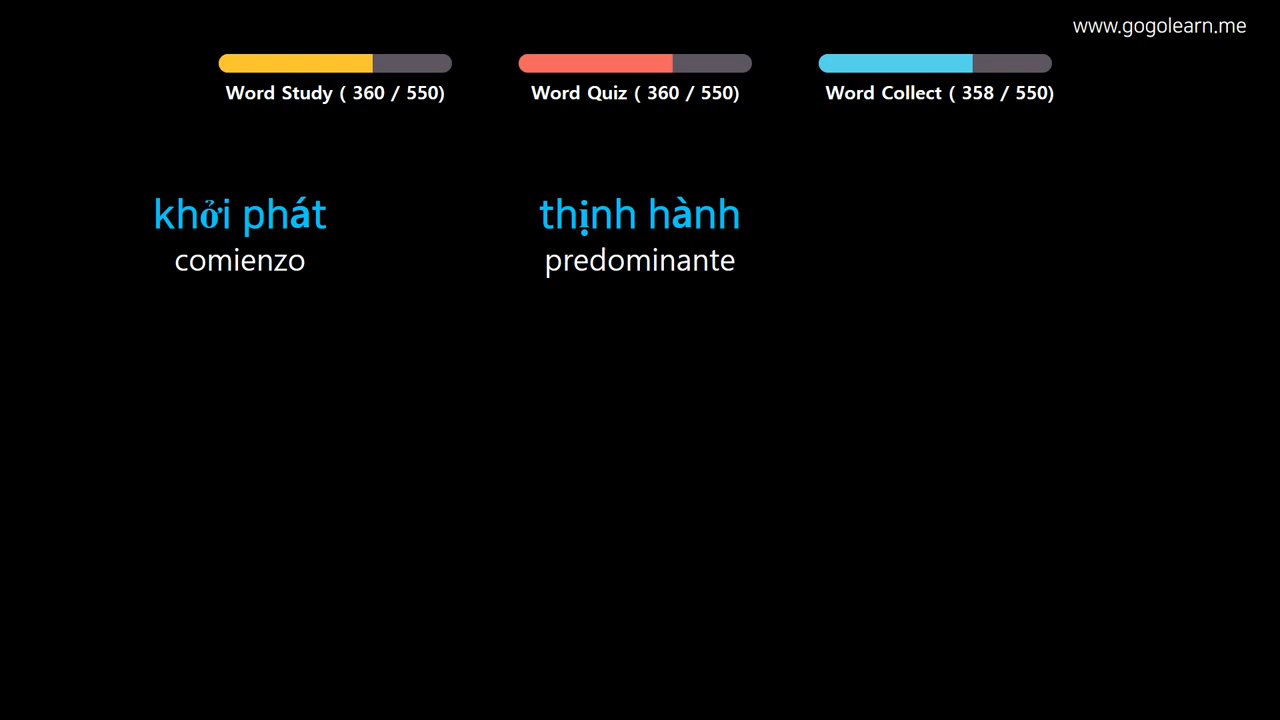 www.gogolearn.me
Word Study ( 360 / 550)
Word Quiz ( 360 / 550)
Word Collect ( 358 / 550)
khởi phát
comienzo
thịnh hành
predominante